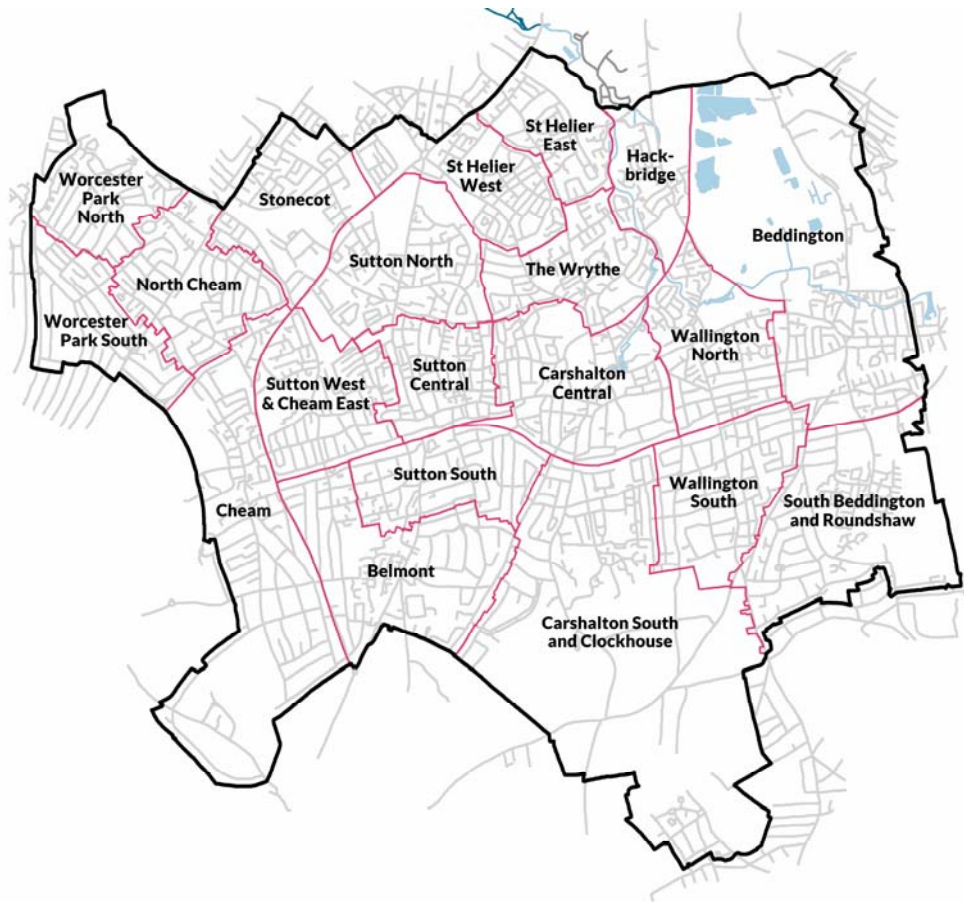 St Helier
East
Hack-
bridge
St Helier
West
Worcester
Park
North
Stonecot
Beddington
Sutton North
The Wrythe
North Cheam
Worcester
Park South
Wallington
North
Sutton
Central
Carshalton
Central
Sutton West
& Cheam East
Sutton South
Wallington
South
South Beddington
and Roundshaw
Cheam
Belmont
Carshalton South
and Clockhouse